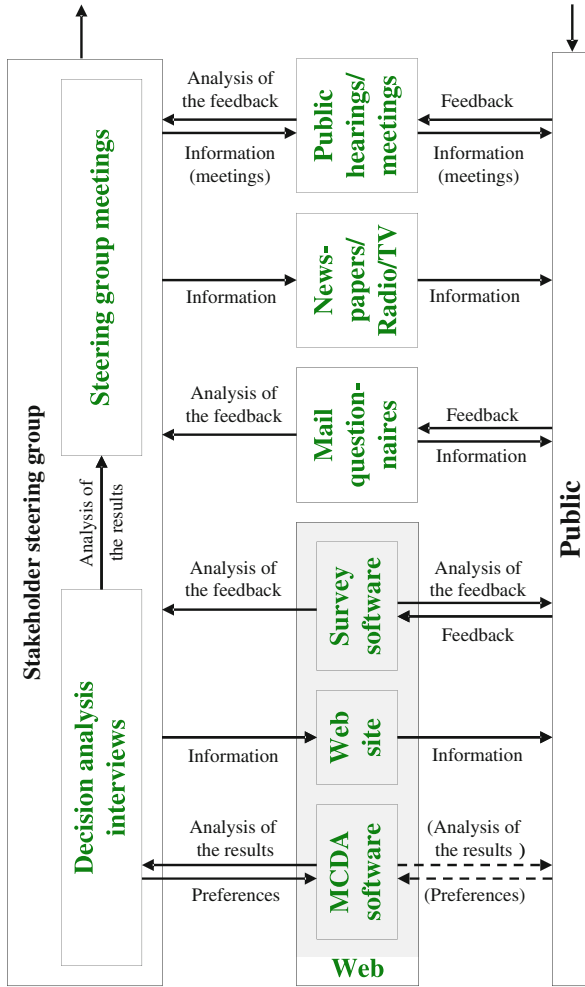 Stakeholder steering group
Steering group meetings
Analysis of
the results
Decision analysis
interviews
Analysis of
the feedback
Information
(meetings)
Public
hearings/
meetings
Feedback
Information
(meetings)
Information
News-
papers/
Radio/TV
Information
Analysis of
the feedback
Mail
question-
naires
Feedback
Information
Analysis of
the feedback
Survey
software
Analysis of
the feedback
Feedback
Information
Web
site
Information
Analysis of
the results
Preferences
MCDA
software
(Analysis of
the results )
(Preferences)
Web
Public